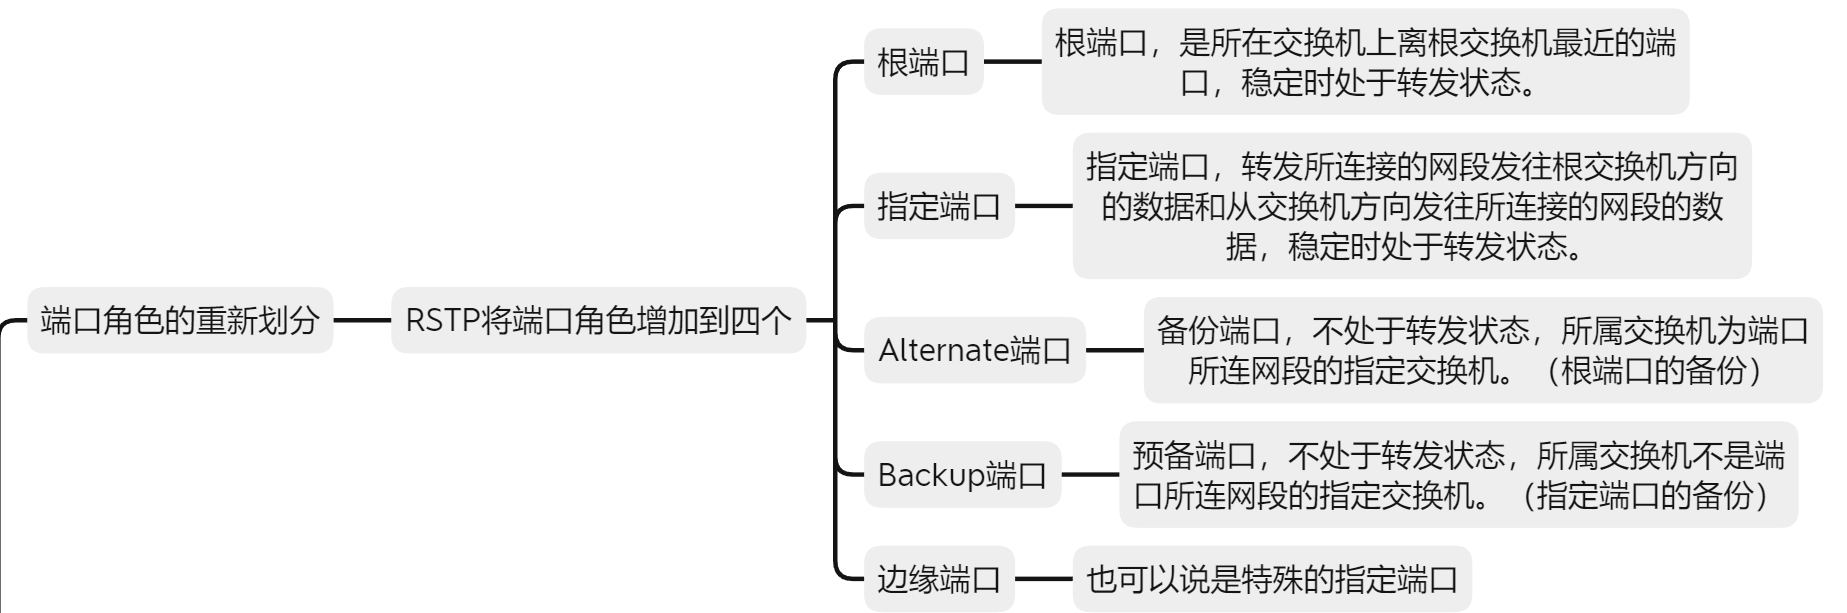 端口角色的重新划分
RSTP将端口角色增加到四个
根端口
根端口，是所在交换机上离根交换机最近的端
口，稳定时处于转发状态。
指定端口
指定端口，转发所连接的网段发往根交换机方向
的数据和从交换机方向发往所连接的网段的数
据，稳定时处于转发状态。
Alternate端口
备份端口，不处于转发状态，所属交换机为端口
所连网段的指定交换机。（根端口的备份）
Backup端口
预备端口，不处于转发状态，所属交换机不是端
口所连网段的指定交换机。（指定端口的备份）
边缘端口
也可以说是特殊的指定端口